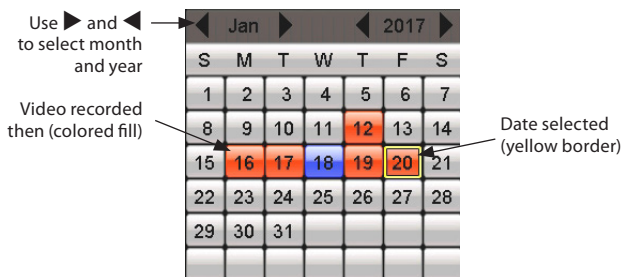 Use ▶ and ◀
to select month
and year
◀ Jan ▶ ◀ 2017 ▶
S M T W T F S
1 2 3 4 5 6 7
8 9 10 11 12 13 14
15 16 17 18 19 20 21
22 23 24 25 26 27 28
29 30 31
Video recorded
then (colored fill)
Date selected
(yellow border)